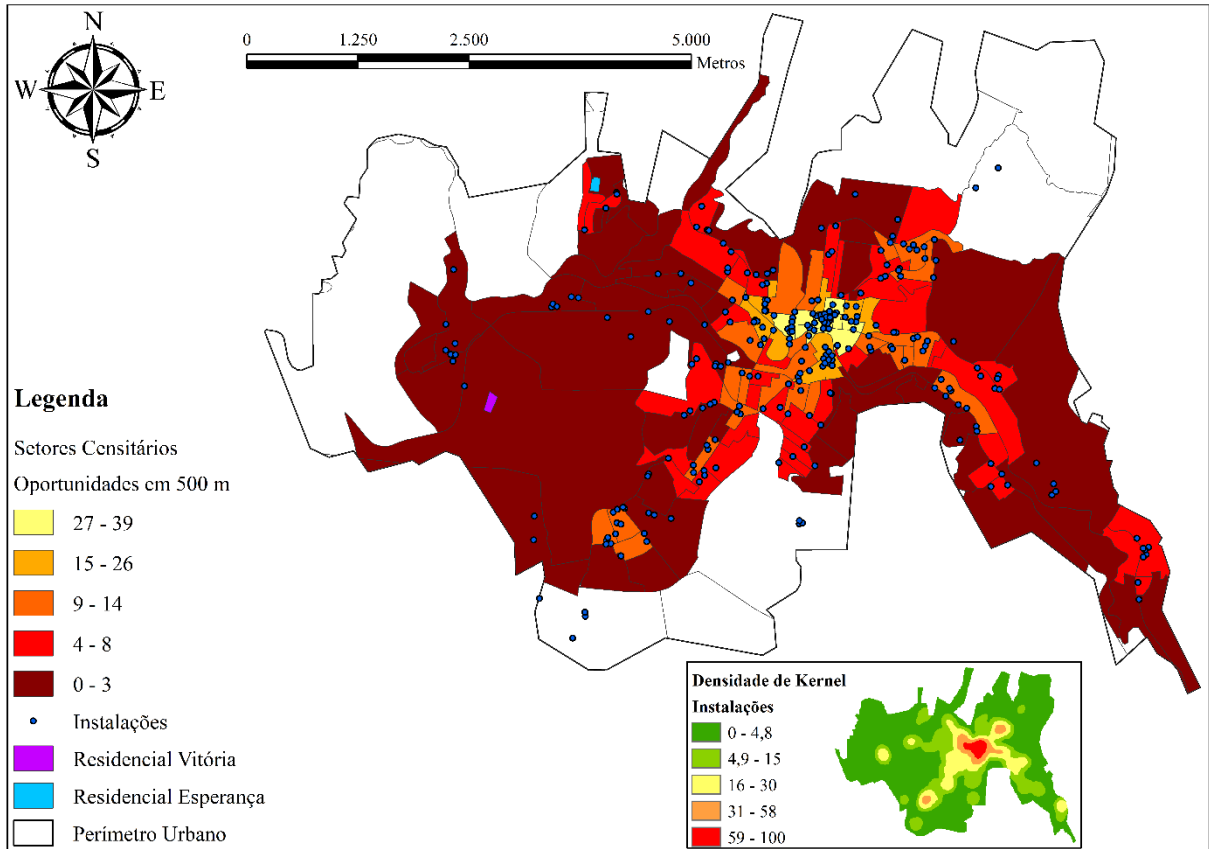 N
W E
S
0 1.250 2.500 5.000
Metros
Legenda
Setores Censitários
Oportunidades em 500 m
27 - 39
15 - 26
9 - 14
4 - 8
0 - 3
Instalações
Residencial Vitória
Residencial Esperança
Perímetro Urbano
Densidade de Kernel
Instalações
0 - 4,8
4,9 - 15
16 - 30
31 - 58
59 - 100